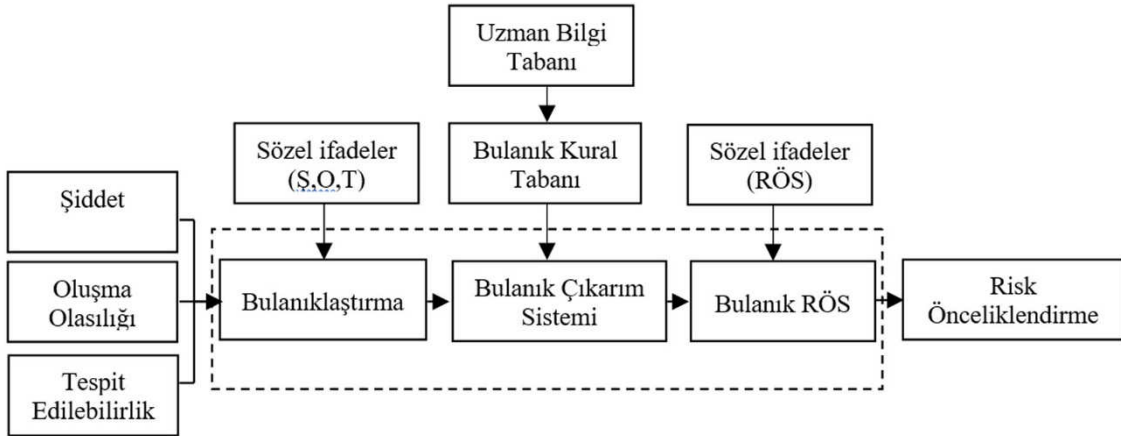 Uzman Bilgi
Tabanı
Sözel ifadeler
(Ş,O,T)
Bulanık Kural
Tabanı
Sözel ifadeler
(RÖS)
Şiddet
Oluşma
Olasılığı
Tespit
Edilebilirlik
Bulanıklaştırma
Bulanık Çıkarım
Sistemi
Bulanık RÖS
Risk
Önceliklendirme